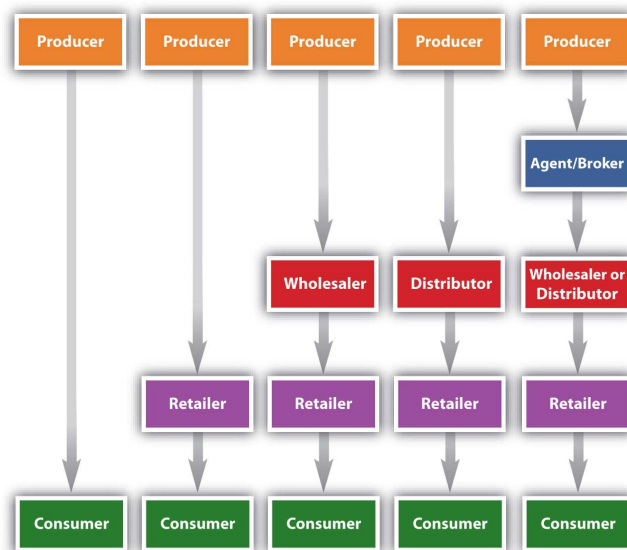 Producer
Producer
Producer
Producer
Producer
Agent/Broker
Wholesaler
Distributor
Wholesaler or
Distributor
Retailer
Retailer
Retailer
Retailer
Consumer
Consumer
Consumer
Consumer
Consumer